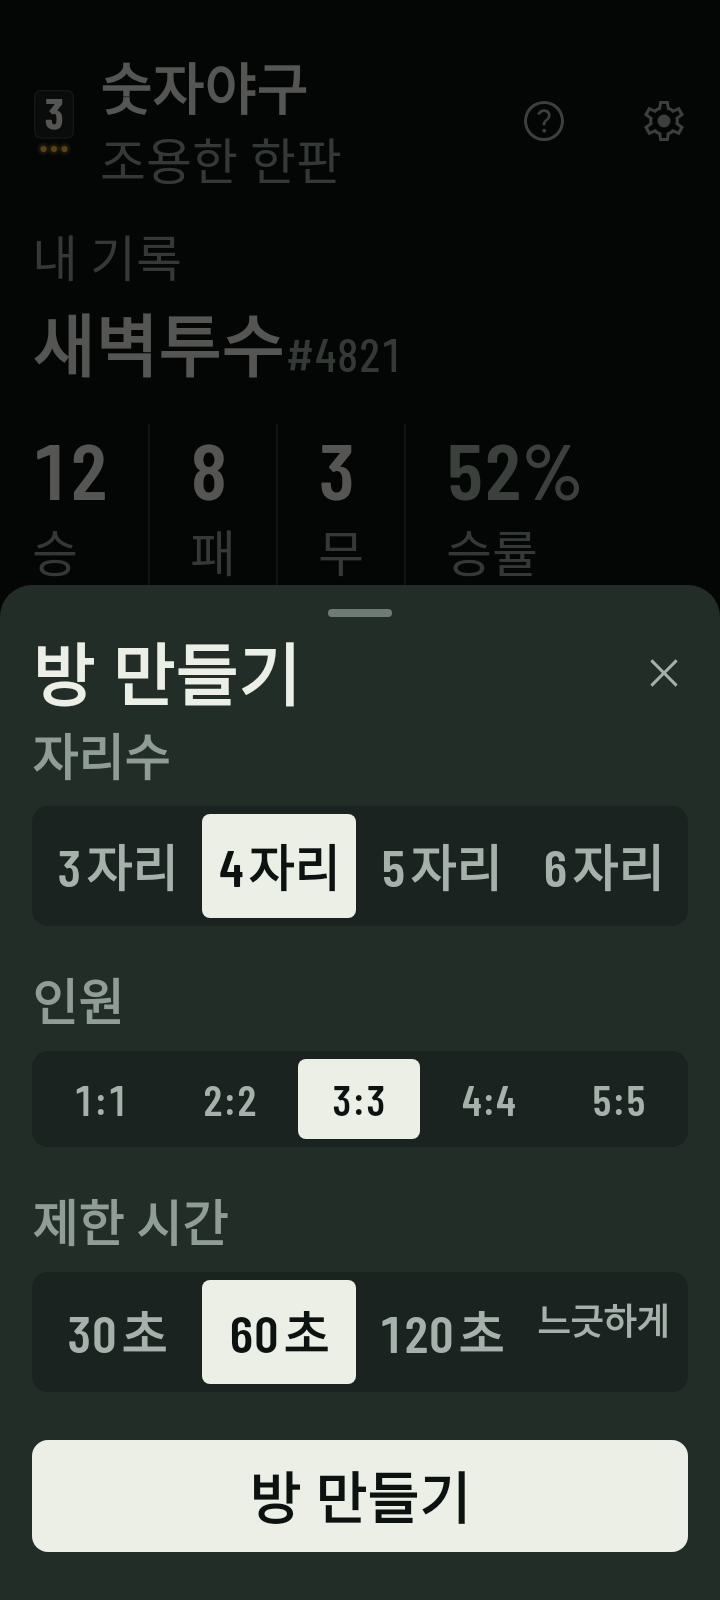 3
숫자야구
조용한 한판
내 기록
새벽투수#4821
12 8 3 52%
승 패 무 승률
방 만들기
자리수
3자리 4자리 5자리 6자리
인원
1:1 2:2 3:3 4:4 5:5
제한 시간
30초 60초 120초 느긋하게
방 만들기